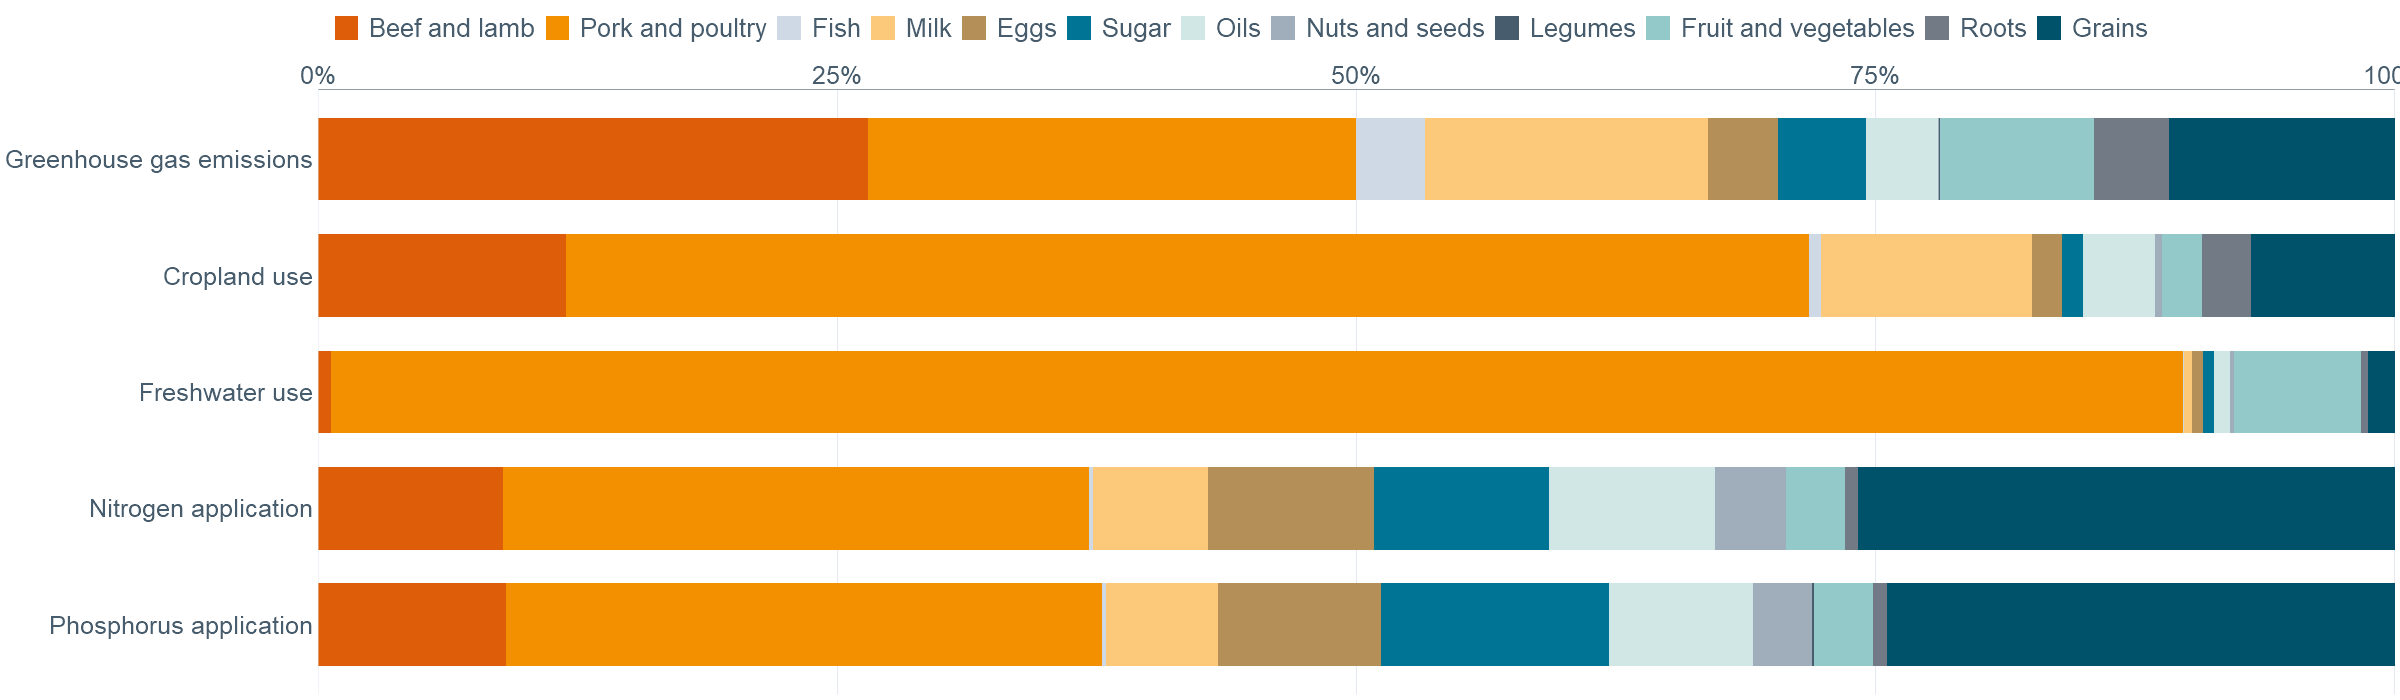 Beef and lamb Pork and poultry Fish Milk Eggs Sugar Oils Nuts and seeds Legumes Fruit and vegetables Roots Grains
0% 25% 50% 75% 100
Greenhouse gas emissions
Cropland use
Freshwater use
Nitrogen application
Phosphorus application